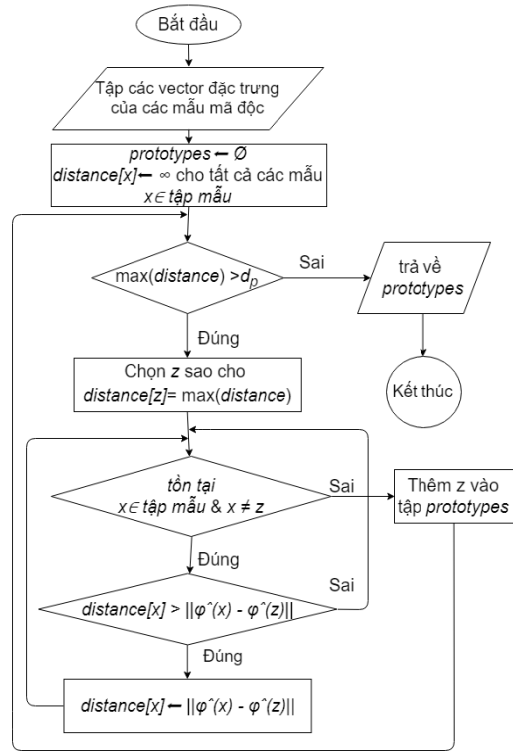 Bắt đầu
Tập các vector đặc trưng
của các mẫu mã độc
prototypes ← Ø
distance[x]← ∞ cho tất cả các mẫu
x∈ tập mẫu
max(distance) >dₚ
Sai
trả về
prototypes
Đúng
Kết thúc
Chọn z sao cho
distance[z]= max(distance)
tồn tại
x∈ tập mẫu & x ≠ z
Sai
Thêm z vào
tập prototypes
Đúng
Sai
distance[x] > ||φ^(x) - φ^(z)||
Đúng
distance[x] ← ||φ^(x) - φ^(z)||